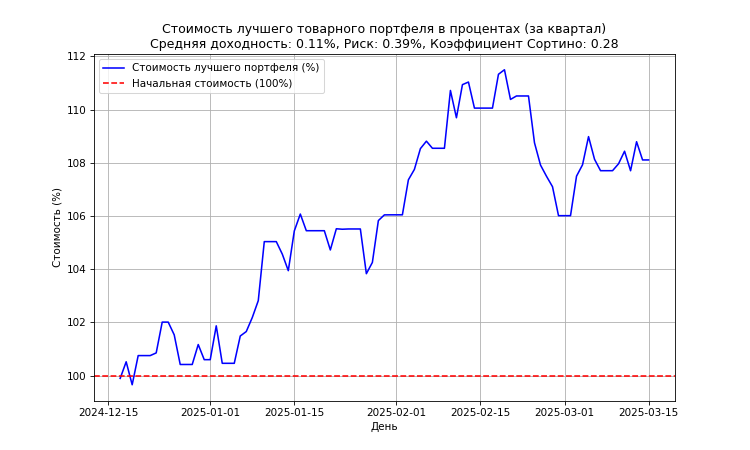 Стоимость лучшего товарного портфеля в процентах (за квартал)
Средняя доходность: 0.11%, Риск: 0.39%, Коэффициент Сортино: 0.28
Стоимость лучшего портфеля (%)
Начальная стоимость (100%)
Стоимость (%)
112
110
108
106
104
102
100
2024-12-15
2025-01-01
2025-01-15
2025-02-01
2025-02-15
2025-03-01
2025-03-15
День